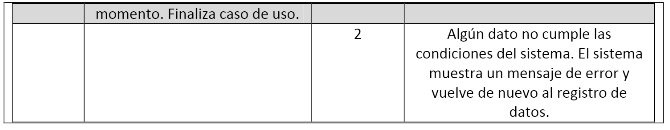 momento. Finaliza caso de uso.
2
Algún dato no cumple las
condiciones del sistema. El sistema
muestra un mensaje de error y
vuelve de nuevo al registro de
datos.